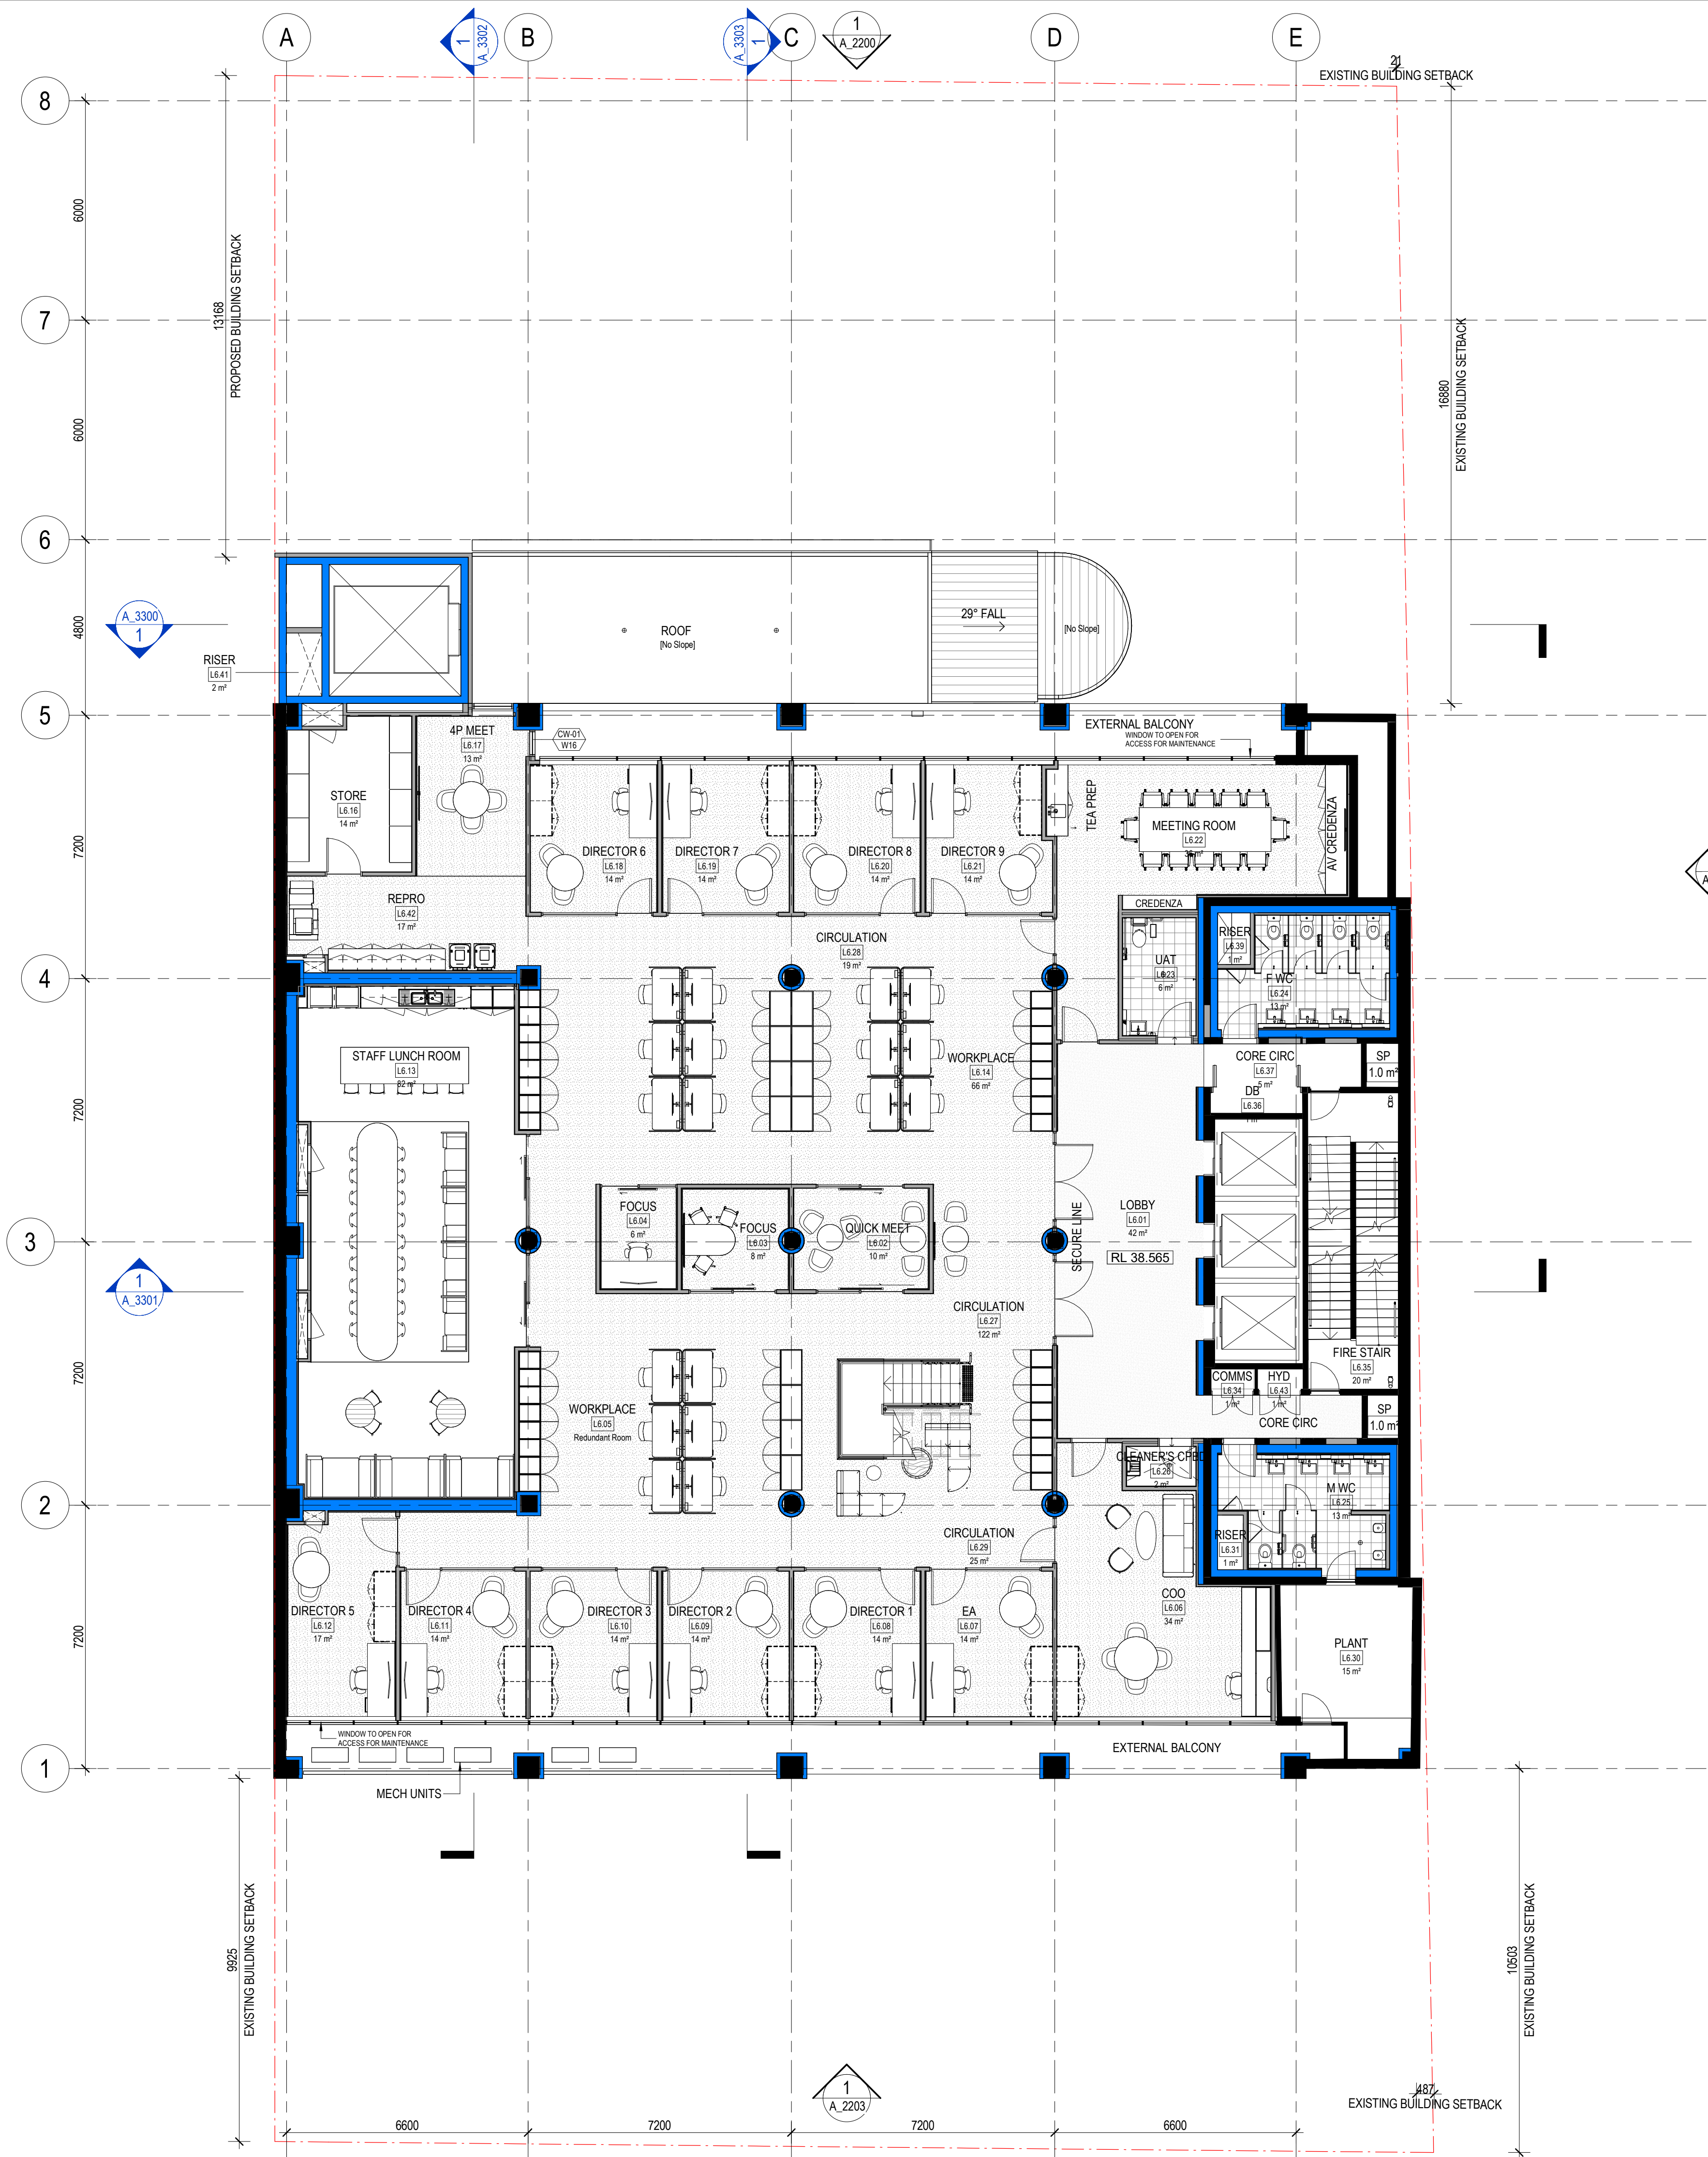 A
1
A_3302
B
A_3303
1
C
1
A_2200
D
E
21
EXISTING BUILDING SETBACK
8
6000
13168
PROPOSED BUILDING SETBACK
7
6000
16880
EXISTING BUILDING SETBACK
6
4800
A_3300
1
RISER
L6.41
2 m²
ROOF
[No Slope]
29° FALL
[No Slope]
5
4P MEET
L6.17
13 m²
CW-01
W16
EXTERNAL BALCONY
WINDOW TO OPEN FOR
ACCESS FOR MAINTENANCE
STORE
L6.16
14 m²
7200
TEA PREP
MEETING ROOM
L6.22
AV CREDENZA
DIRECTOR 6
L6.18
14 m²
DIRECTOR 7
L6.19
14 m²
DIRECTOR 8
L6.20
14 m²
DIRECTOR 9
L6.21
14 m²
REPRO
L6.42
17 m²
CREDENZA
CIRCULATION
L6.28
19 m²
RISER
L6.39
1 m²
UAT
L6.23
6 m²
F WC
L6.24
13 m²
4
STAFF LUNCH ROOM
L6.13
82 m²
WORKPLACE
L6.14
66 m²
CORE CIRC
L6.37
5 m²
SP
1.0 m²
DB
L6.36
7200
FOCUS
L6.04
6 m²
FOCUS
L6.03
8 m²
QUICK MEET
L6.02
10 m²
SECURE LINE
LOBBY
L6.01
42 m²
RL 38.565
3
1
A_3301
CIRCULATION
L6.27
122 m²
7200
FIRE STAIR
L6.35
20 m²
COMMS
L6.34
1 m²
HYD
L6.43
1 m²
CORE CIRC
SP
1.0 m²
WORKPLACE
L6.05
Redundant Room
CLEANER'S CPBD
L6.26
2 m²
M WC
L6.25
13 m²
2
CIRCULATION
L6.29
25 m²
RISER
L6.31
1 m²
7200
DIRECTOR 5
L6.12
17 m²
DIRECTOR 4
L6.11
14 m²
DIRECTOR 3
L6.10
14 m²
DIRECTOR 2
L6.09
14 m²
DIRECTOR 1
L6.08
14 m²
EA
L6.07
14 m²
COO
L6.06
34 m²
PLANT
L6.30
15 m²
WINDOW TO OPEN FOR
ACCESS FOR MAINTENANCE
EXTERNAL BALCONY
1
MECH UNITS
9925
EXISTING BUILDING SETBACK
10503
EXISTING BUILDING SETBACK
1
A_2203
487
EXISTING BUILDING SETBACK
6600
7200
7200
6600